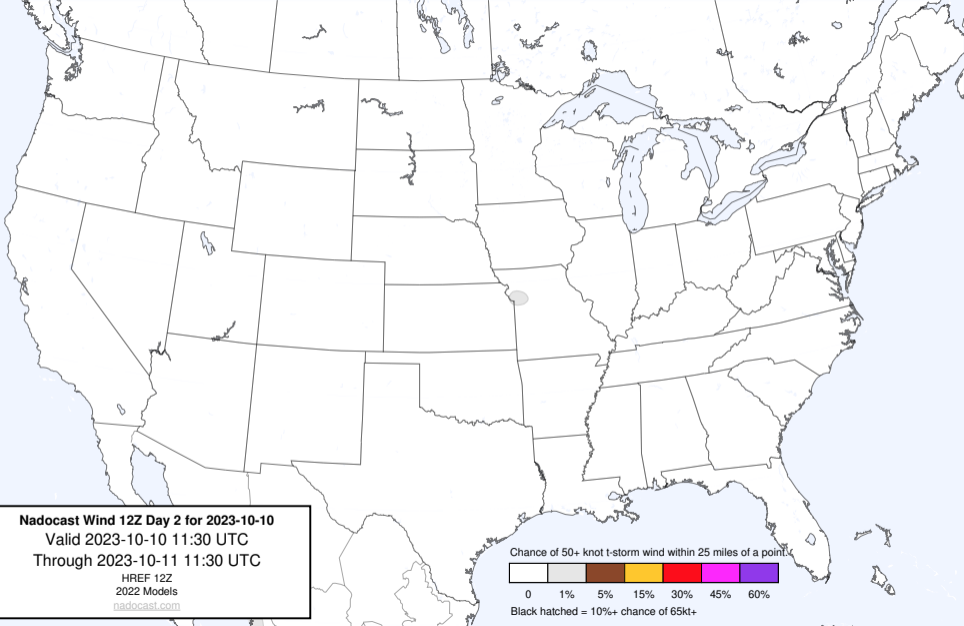 Nadocast Wind 12Z Day 2 for 2023-10-10
Valid 2023-10-10 11:30 UTC
Through 2023-10-11 11:30 UTC
HREF 12Z
2022 Models
nadocast.com
Chance of 50+ knot t-storm wind within 25 miles of a point.
0 1% 5% 15% 30% 45% 60%
Black hatched = 10%+ chance of 65kt+